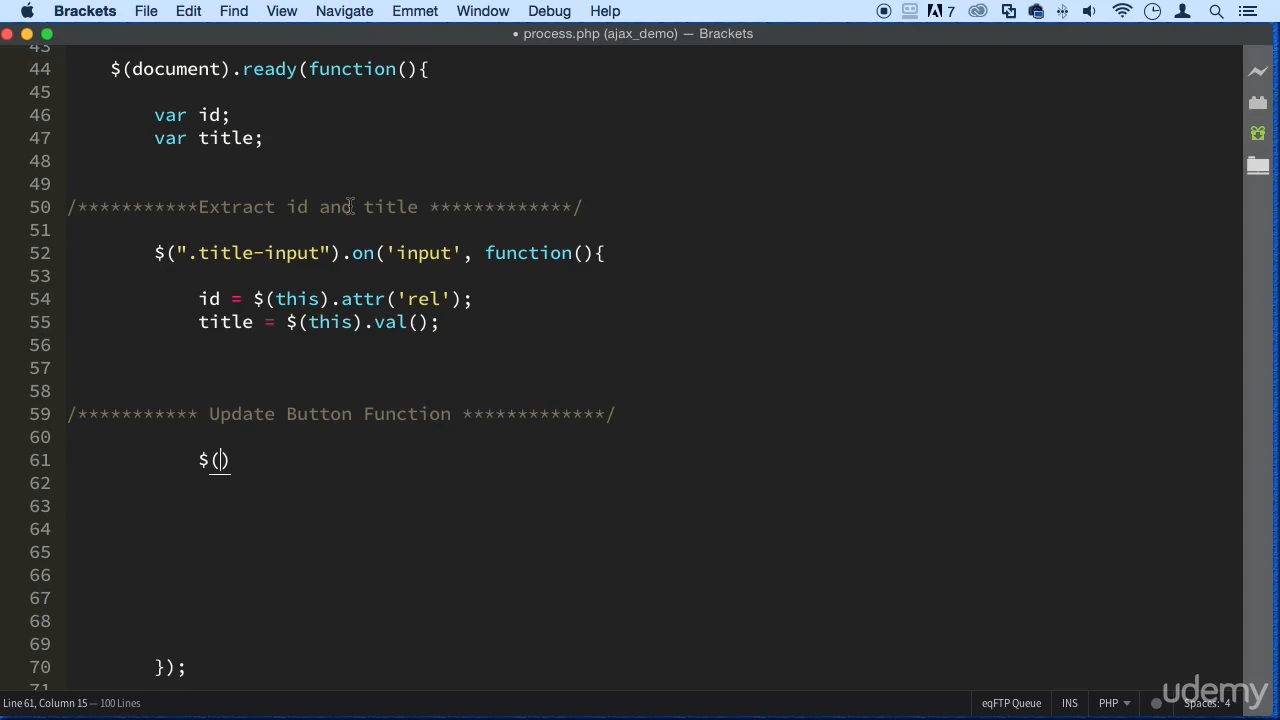 Brackets File Edit Find View Navigate Emmet Window Debug Help 7
• process.php (ajax_demo) — Brackets
43
44 $(document).ready(function(){
45
46 var id;
47 var title;
48
49
50 /***********Extract id and title *************/
51
52 $(".title-input").on('input', function(){
53
54 id = $(this).attr('rel');
55 title = $(this).val();
56
57
58
59 /*********** Update Button Function *************/
60
61 $()
62
63
64
65
66
67
68
69
70 });
71
Line 61, Column 15 — 100 Lines eqFTP Queue INS PHP Spaces: 4
udemy